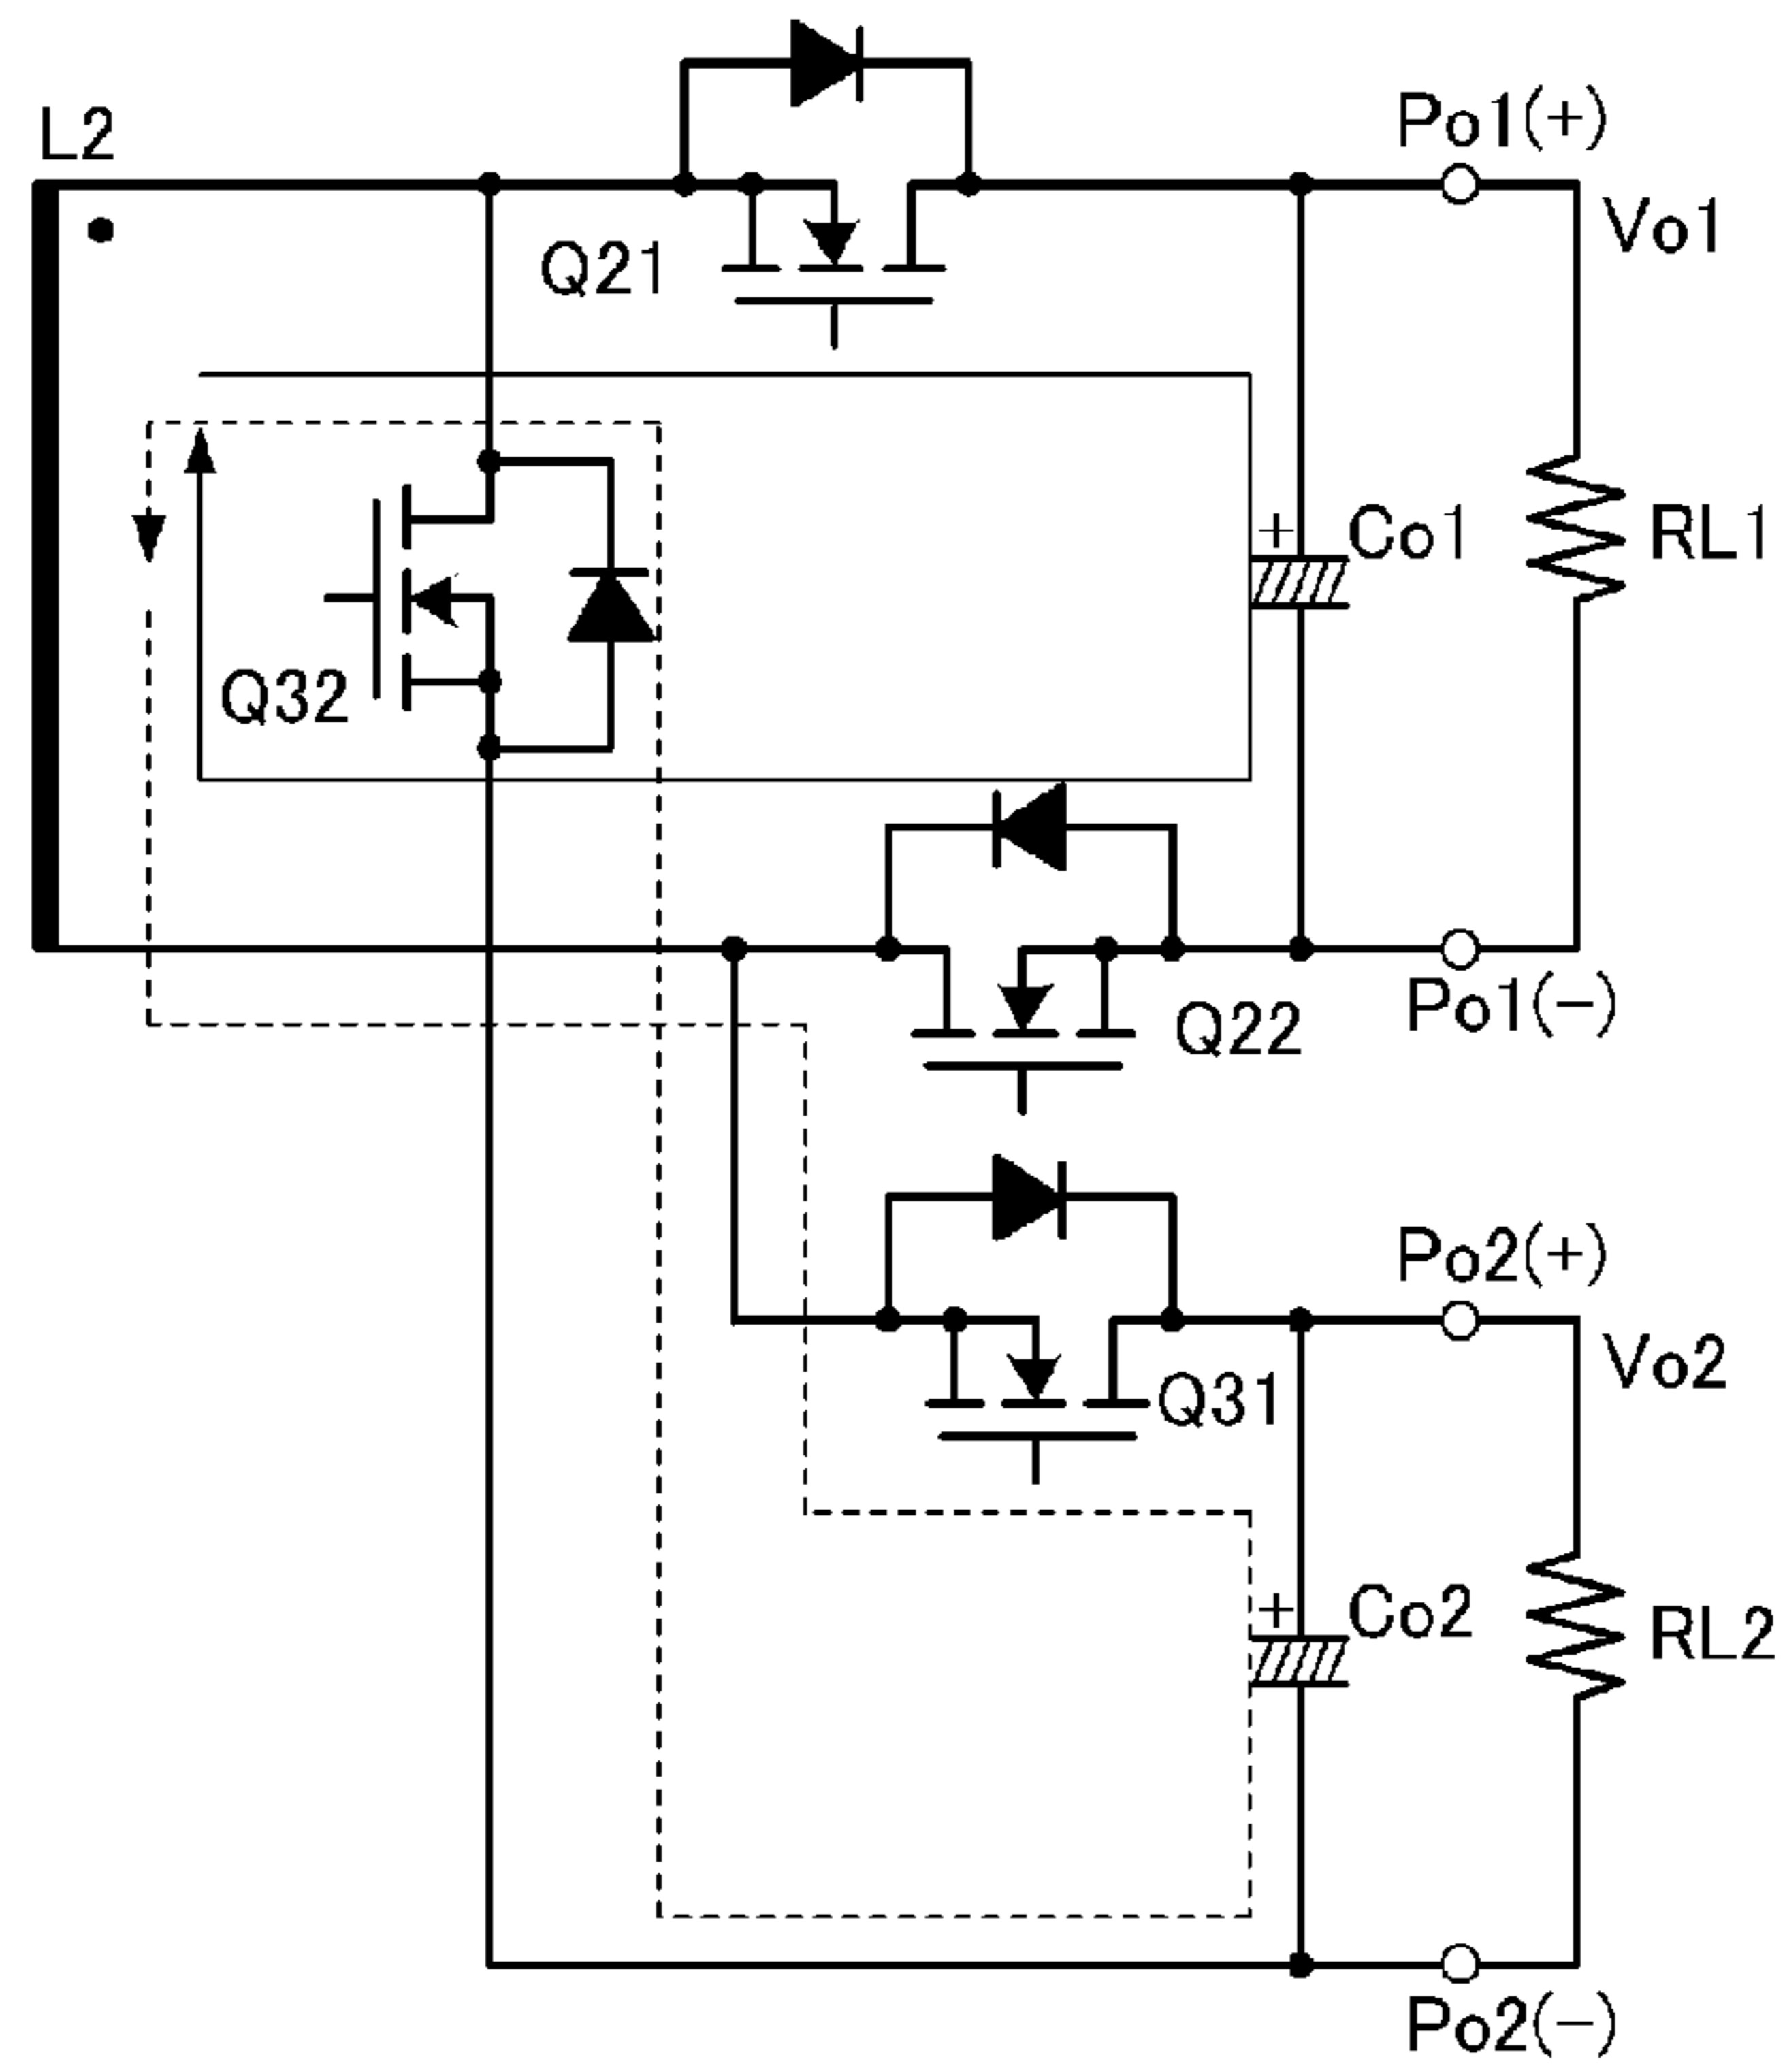 L2
Po1(+)
Vo1
Q21
+
Co1
RL1
Q32
Po1(-)
Q22
Po2(+)
Vo2
Q31
+
Co2
RL2
Po2(-)